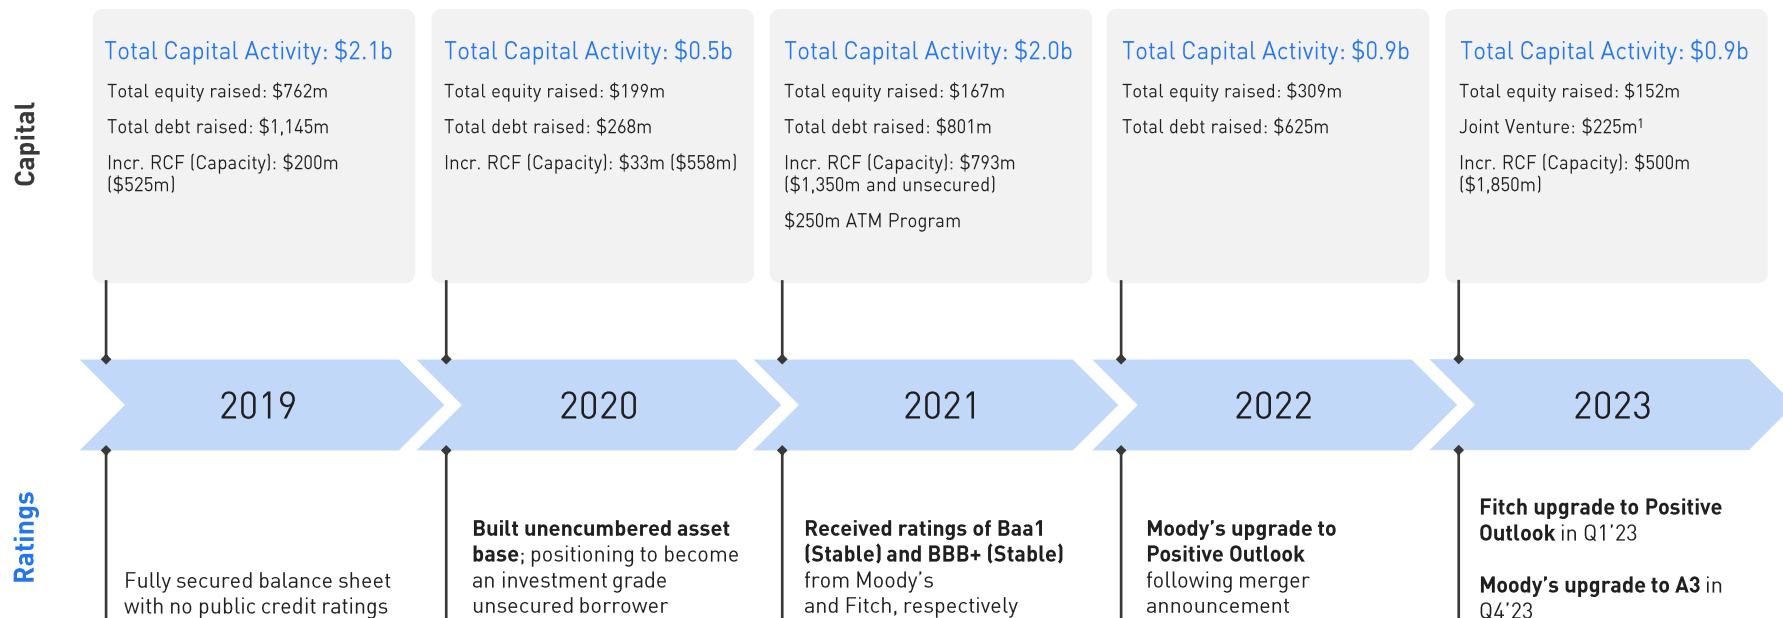 Capital
Total Capital Activity: $2.1b
Total equity raised: $762m
Total debt raised: $1,145m
Incr. RCF (Capacity): $200m
($525m)
Total Capital Activity: $0.5b
Total equity raised: $199m
Total debt raised: $268m
Incr. RCF (Capacity): $33m ($558m)
Total Capital Activity: $2.0b
Total equity raised: $167m
Total debt raised: $801m
Incr. RCF (Capacity): $793m
($1,350m and unsecured)
$250m ATM Program
Total Capital Activity: $0.9b
Total equity raised: $309m
Total debt raised: $625m
Total Capital Activity: $0.9b
Total equity raised: $152m
Joint Venture: $225m¹
Incr. RCF (Capacity): $500m
($1,850m)
2019
2020
2021
2022
2023
Ratings
Fully secured balance sheet
with no public credit ratings
Built unencumbered asset
base; positioning to become
an investment grade
unsecured borrower
Received ratings of Baa1
(Stable) and BBB+ (Stable)
from Moody's
and Fitch, respectively
Moody's upgrade to
Positive Outlook
following merger
announcement
Fitch upgrade to Positive
Outlook in Q1'23
Moody's upgrade to A3 in
Q4'23